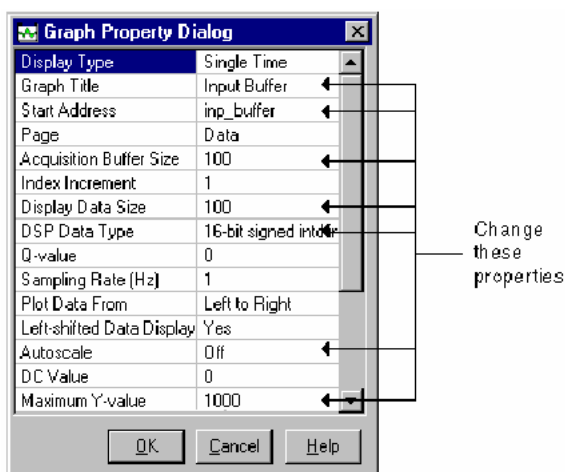 Graph Property Dialog
Display Type Single Time
Graph Title Input Buffer
Start Address inp_buffer
Page Data
Acquisition Buffer Size 100
Index Increment 1
Display Data Size 100
DSP Data Type 16-bit signed
Q-value 0
Sampling Rate (Hz) 1
Plot Data From Left to Right
Left-shifted Data Display Yes
Autoscale Off
DC Value 0
Maximum Y-value 1000
OK Cancel Help
Change
these
properties